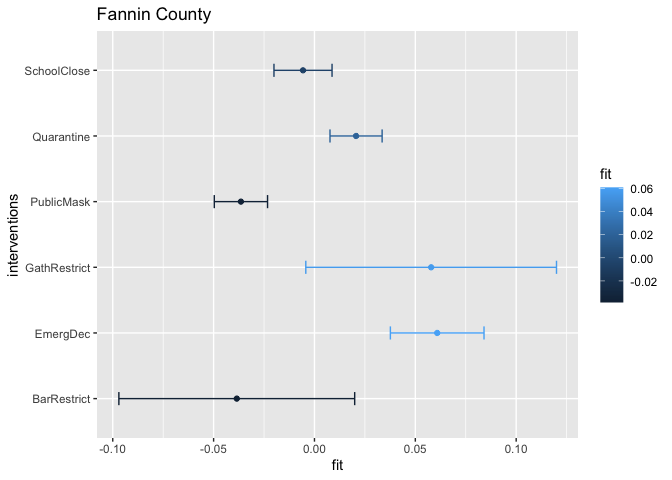 Fannin County
SchoolClose
Quarantine
PublicMask
GathRestrict
EmergDec
BarRestrict
interventions
-0.10
-0.05
0.00
0.05
0.10
fit
fit
0.06
0.04
0.02
0.00
-0.02